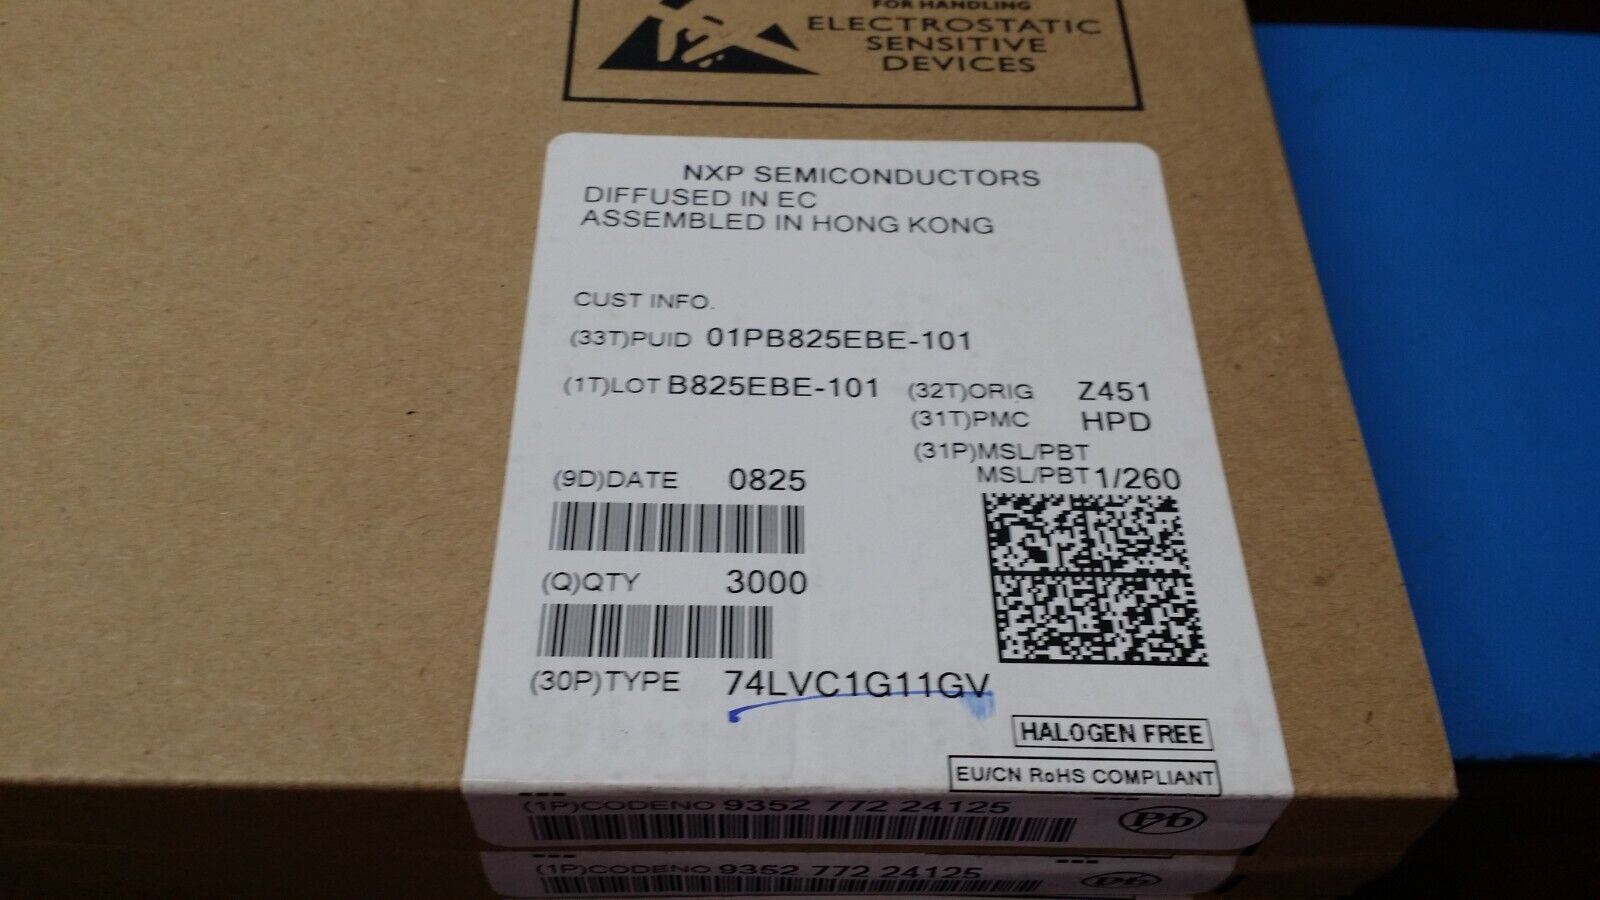 FOR HANDLING
ELECTROSTATIC
SENSITIVE
DEVICES
NXP SEMICONDUCTORS
DIFFUSED IN EC
ASSEMBLED IN HONG KONG
CUST INFO.
(33T)PUID 01PB825EBE-101
(1T)LOT B825EBE-101 (32T)ORIG Z451
(31T)PMC HPD
(31P)MSL/PBT
MSL/PBT 1/260
(9D)DATE 0825
(Q)QTY 3000
(30P)TYPE 74LVC1G11GV
HALOGEN FREE
EU/CN RoHS COMPLIANT
(1P)CODENO 9352 772 24125
Pb
(1P)CODENO 9352 772 24125
Pb